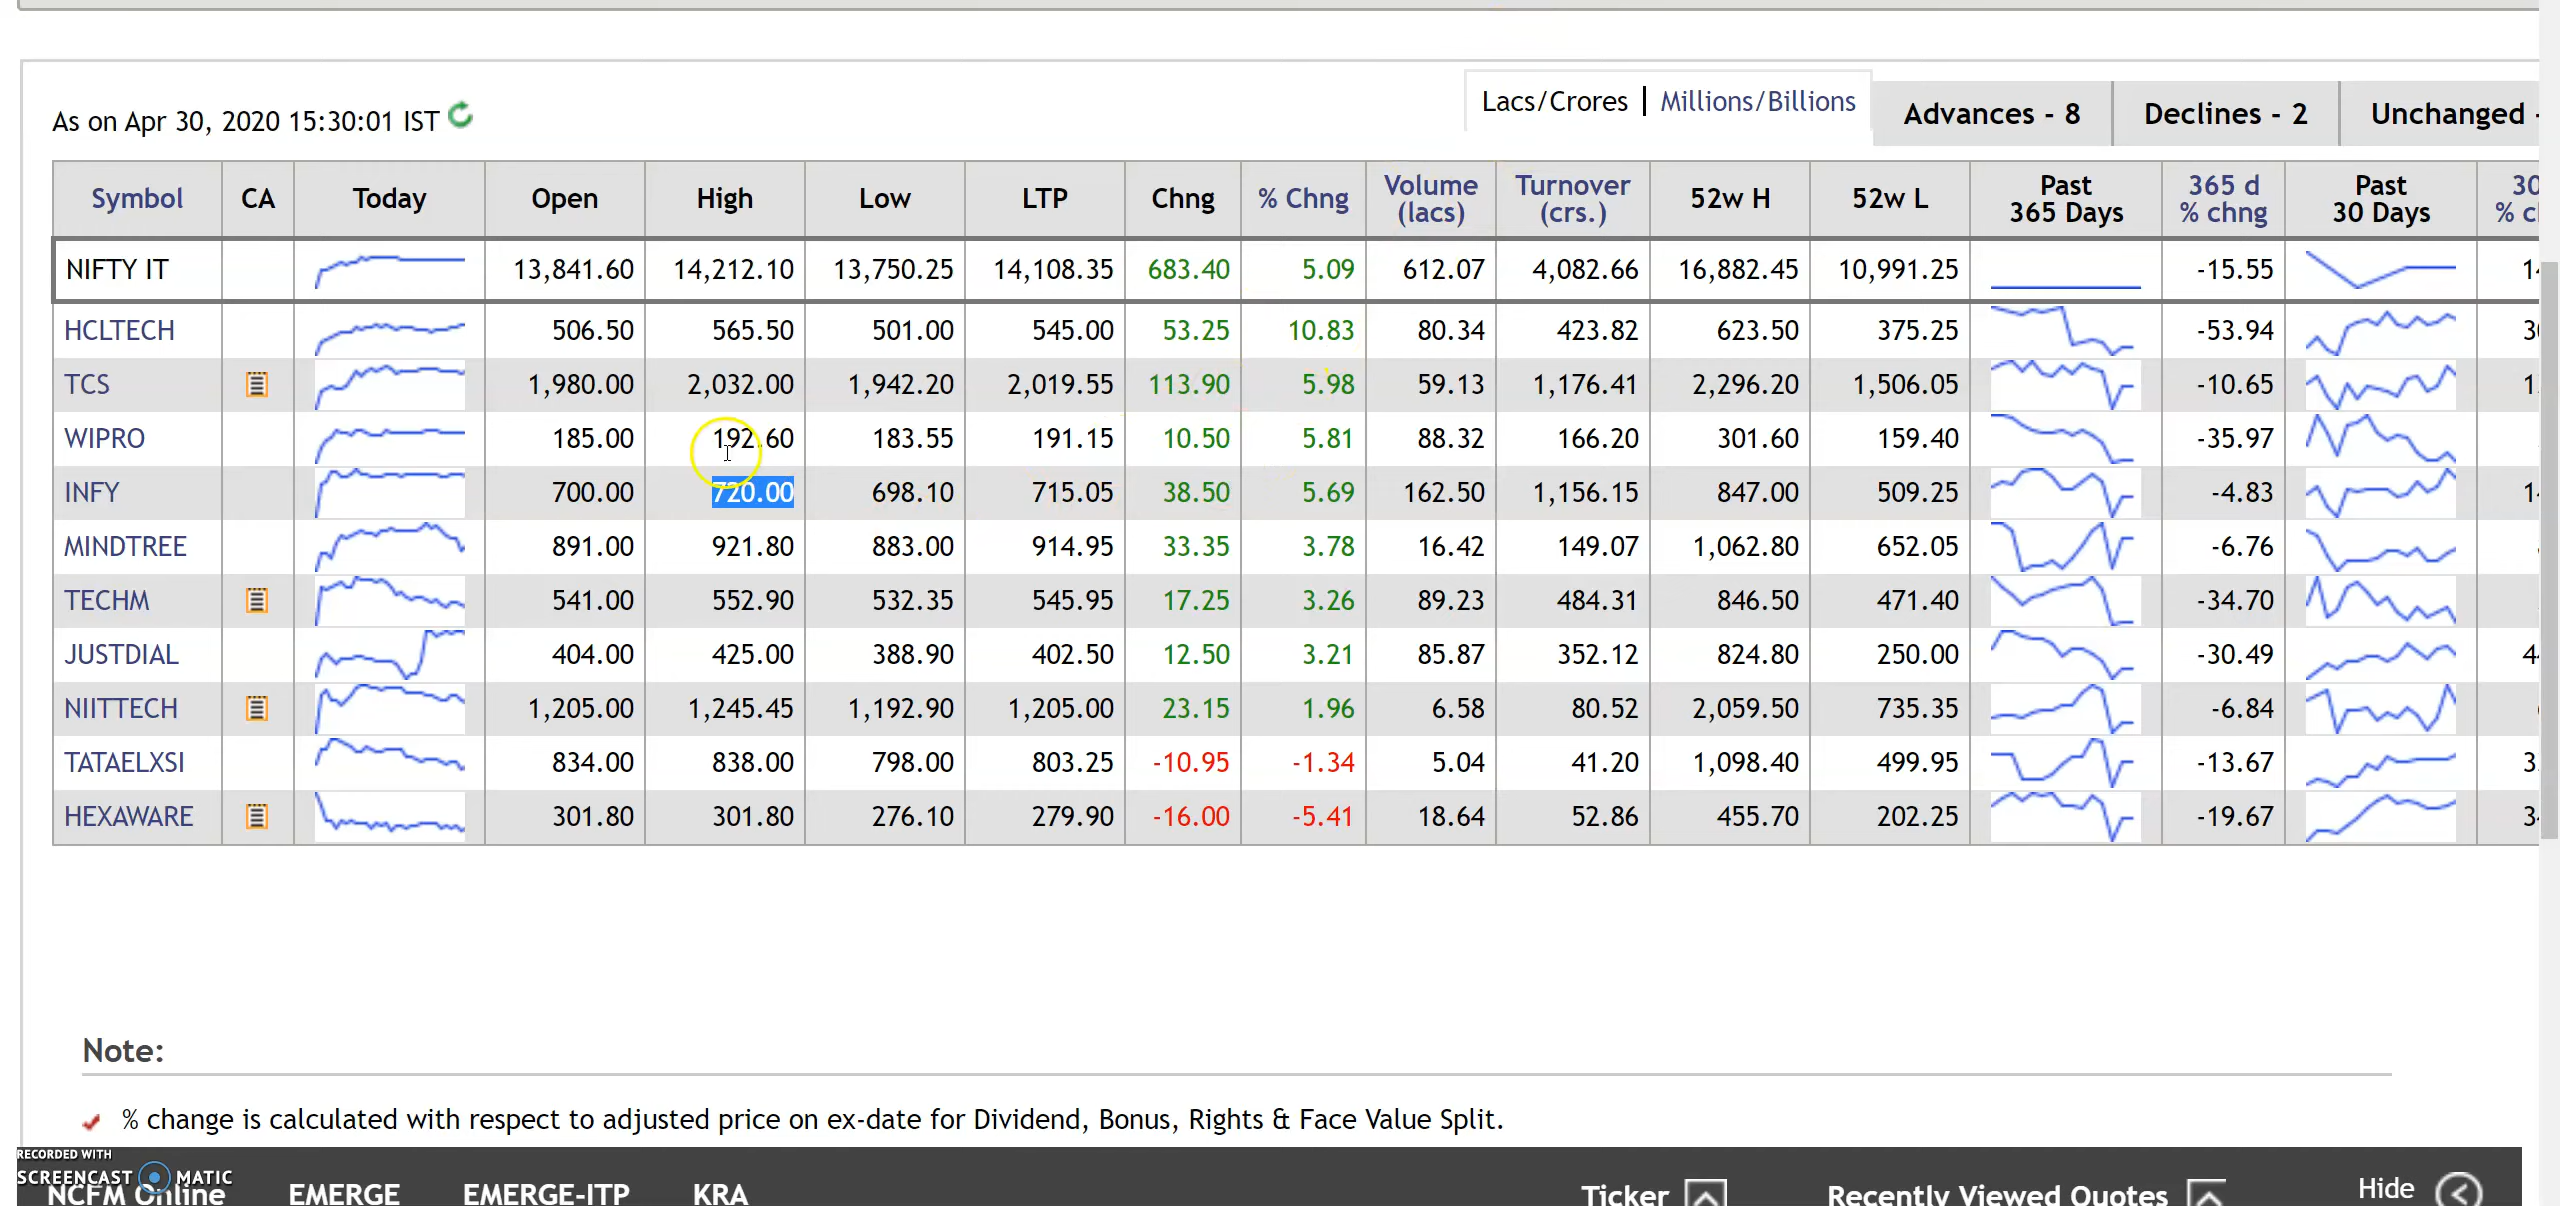 Lacs/Crores | Millions/Billions Advances - 8 Declines - 2 Unchanged -
As on Apr 30, 2020 15:30:01 IST
Symbol CA Today Open High Low LTP Chng % Chng Volume (lacs) Turnover (crs.) 52w H 52w L Past 365 Days 365 d % chng Past 30 Days
NIFTY IT 13,841.60 14,212.10 13,750.25 14,108.35 683.40 5.09 612.07 4,082.66 16,882.45 10,991.25 -15.55
HCLTECH 506.50 565.50 501.00 545.00 53.25 10.83 80.34 423.82 623.50 375.25 -53.94
TCS 1,980.00 2,032.00 1,942.20 2,019.55 113.90 5.98 59.13 1,176.41 2,296.20 1,506.05 -10.65
WIPRO 185.00 192.60 183.55 191.15 10.50 5.81 88.32 166.20 301.60 159.40 -35.97
INFY 700.00 720.00 698.10 715.05 38.50 5.69 162.50 1,156.15 847.00 509.25 -4.83
MINDTREE 891.00 921.80 883.00 914.95 33.35 3.78 16.42 149.07 1,062.80 652.05 -6.76
TECHM 541.00 552.90 532.35 545.95 17.25 3.26 89.23 484.31 846.50 471.40 -34.70
JUSTDIAL 404.00 425.00 388.90 402.50 12.50 3.21 85.87 352.12 824.80 250.00 -30.49
NIITTECH 1,205.00 1,245.45 1,192.90 1,205.00 23.15 1.96 6.58 80.52 2,059.50 735.35 -6.84
TATAELXSI 834.00 838.00 798.00 803.25 -10.95 -1.34 5.04 41.20 1,098.40 499.95 -13.67
HEXAWARE 301.80 301.80 276.10 279.90 -16.00 -5.41 18.64 52.86 455.70 202.25 -19.67
Note:
% change is calculated with respect to adjusted price on ex-date for Dividend, Bonus, Rights & Face Value Split.
RECORDED WITH
SCREENCAST MATIC
NCFM Online EMERGE EMERGE-ITP KRA Ticker Recently Viewed Quotes Hide